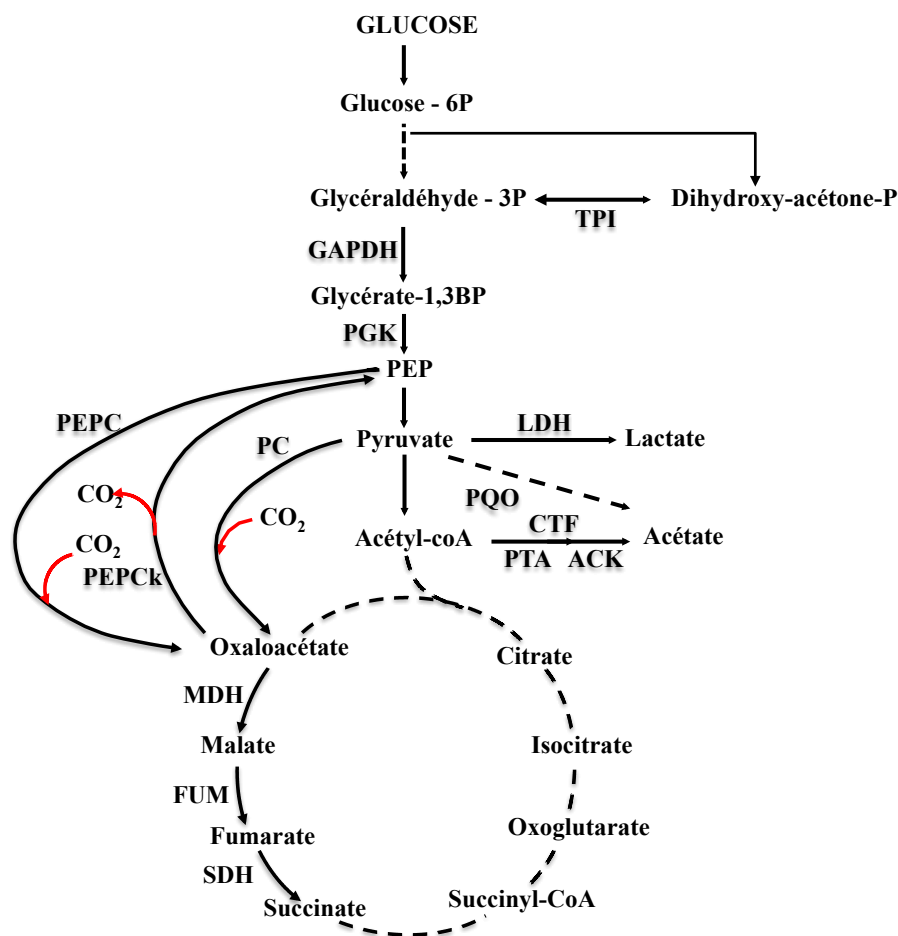 GLUCOSE
Glucose - 6P
Glycéraldéhyde - 3P
Dihydroxy-acétone-P
TPI
GAPDH
Glycérate-1,3BP
PGK
PEP
PEPC
PC
Pyruvate
LDH
Lactate
CO₂
PQO
CO₂
CTF
Acétate
Acétyl-coA
CO₂
PTA
ACK
PEPCk
Oxaloacétate
Citrate
MDH
Malate
Isocitrate
FUM
Fumarate
Oxoglutarate
SDH
Succinate
Succinyl-CoA